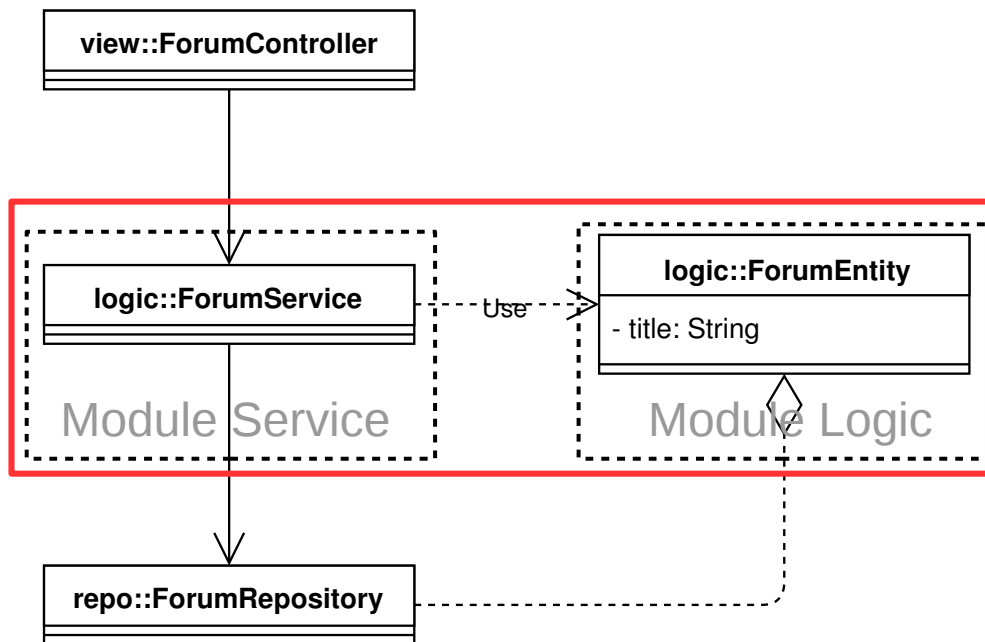 view::ForumController
logic::ForumService
Use
logic::ForumEntity
- title: String
Module Service
Module Logic
repo::ForumRepository